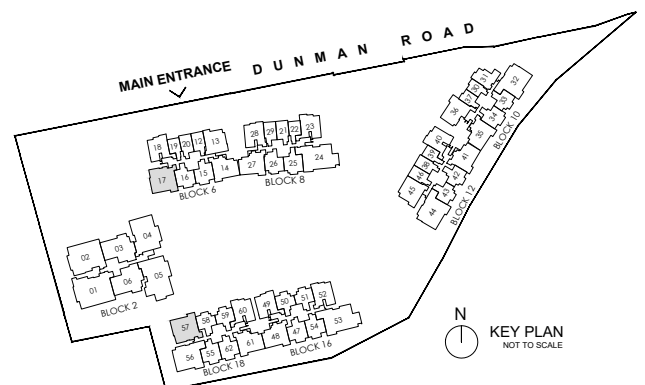 DUNMAN ROAD
MAIN ENTRANCE
18 19 20 12 13
17 16 15 14
BLOCK 6
28 29 21 22 23
27 26 25 24
BLOCK 8
31 32
30
37 33
36 34
35
BLOCK 10
40
39 41
38
46 42
45 43
44
BLOCK 12
04
02 03
01 06 05
BLOCK 2
57 58 59 60
56 55 62 61
BLOCK 18
49 50 51 52
48 47 54 53
BLOCK 16
N
KEY PLAN
NOT TO SCALE